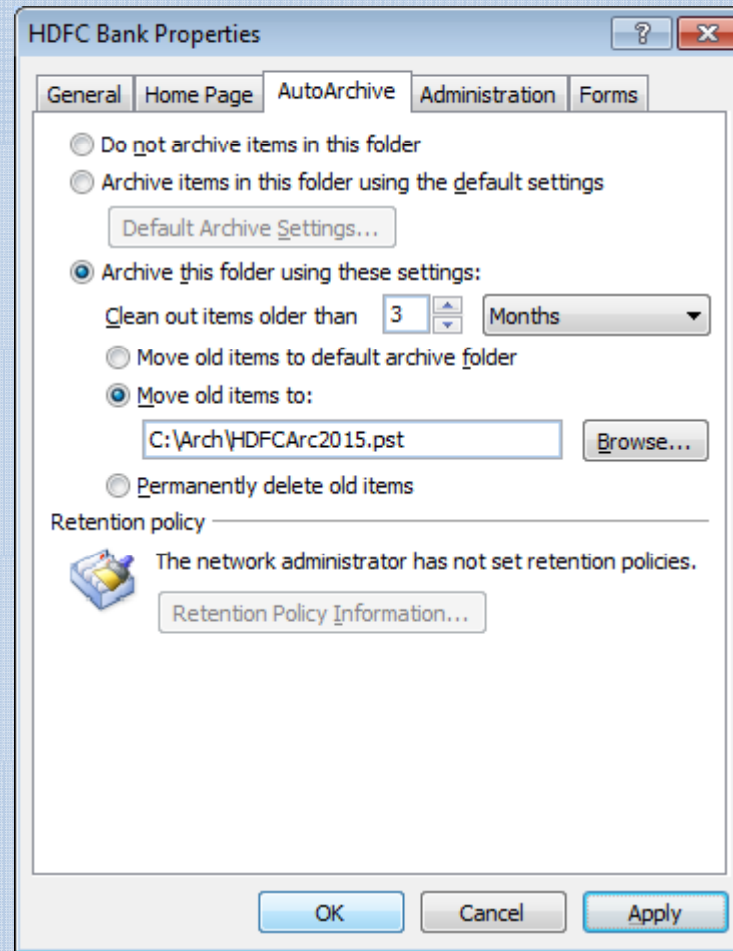 HDFC Bank Properties
General Home Page AutoArchive Administration Forms
Do not archive items in this folder
Archive items in this folder using the default settings
Default Archive Settings...
Archive this folder using these settings:
Clean out items older than 3 Months
Move old items to default archive folder
Move old items to:
C:\Arch\HDFCArc2015.pst Browse...
Permanently delete old items
Retention policy
The network administrator has not set retention policies.
Retention Policy Information...
OK Cancel Apply